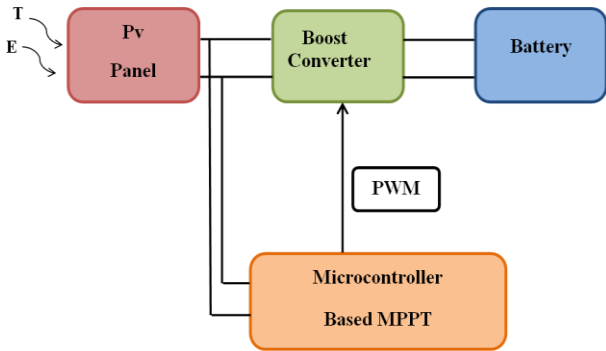 T
E
Pv
Panel
Boost
Converter
Battery
PWM
Microcontroller
Based MPPT